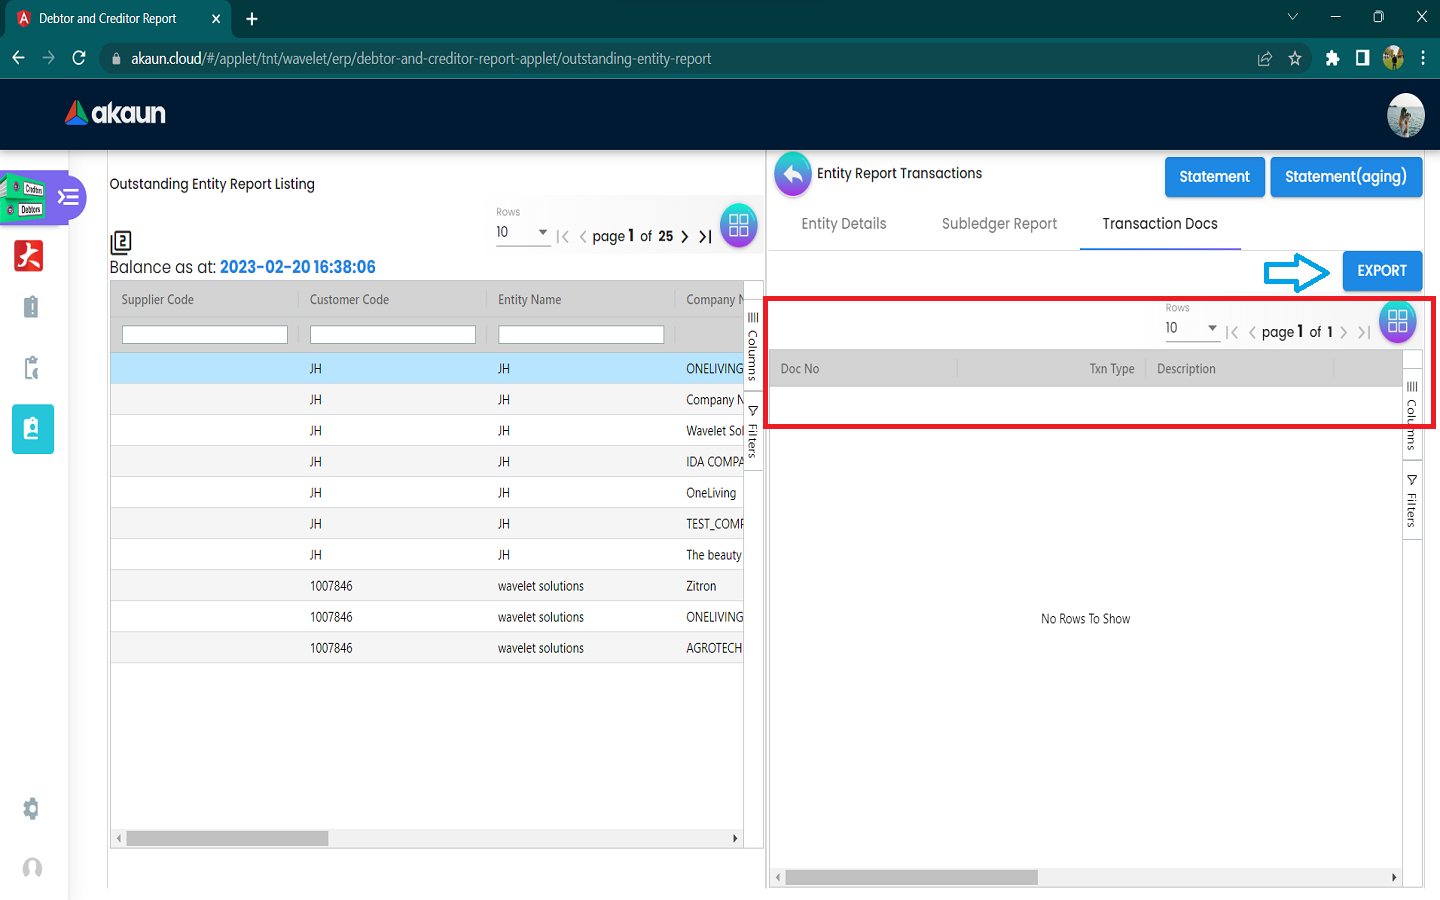 Debtor and Creditor Report
akaun.cloud/#/applet/tnt/wavelet/erp/debtor-and-creditor-report-applet/outstanding-entity-report
akaun
Creditors
Debtors
Outstanding Entity Report Listing
Rows
10
page 1 of 25
2
Balance as at: 2023-02-20 16:38:06
Supplier Code Customer Code Entity Name Company N
JH JH ONELIVING
JH JH Company N
JH JH Wavelet Sol
JH JH IDA COMPA
JH JH OneLiving
JH JH TEST_COMP
JH JH The beauty
1007846 wavelet solutions Zitron
1007846 wavelet solutions ONELIVING
1007846 wavelet solutions AGROTECH
Columns
Filters
Entity Report Transactions
Statement
Statement(aging)
Entity Details Subledger Report Transaction Docs
EXPORT
Rows
10
page 1 of 1
Doc No Txn Type Description
Columns
Filters
No Rows To Show